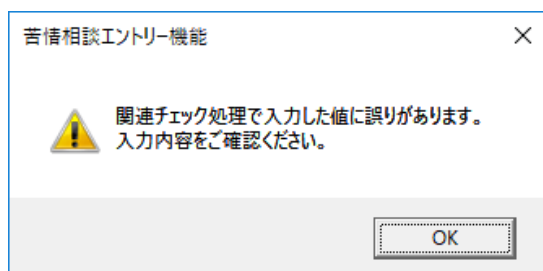 苦情相談エントリー機能
関連チェック処理で入力した値に誤りがあります。
入力内容をご確認ください。
OK